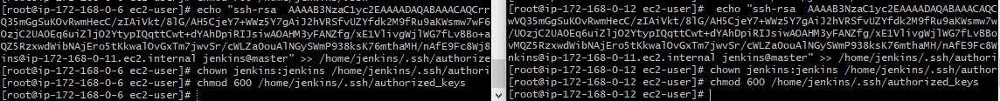 [root@ip-172-168-0-6 ec2-user]# echo "ssh-rsa AAAAB3NzaC1yc2EAAAADAQABAAACAQCrr
Q35mGgSuKOvRwmHecC/zIAiVkt/8lG/AH5CjeY7+WWz5Y7gAiJ2hVRSfvUZYfdk2M9fRu9aKWsmw7wF6
OzjC2UAOEq6uiZljO2YtypIQqttCwt+dYAhDpiRIJsiwAOAHM3yFANZfg/xE1VlivgWjlWG7fLvBBo+a
QZ5RzxwdWibNAjEro5tKkwalOvGxTm7jwvSr/cWLZaOouAlNGySWmP938ksK76mthaMH/nAfE9Fc8Wj8
ins@ip-172-168-0-11.ec2.internal jenkins@master" >> /home/jenkins/.ssh/authorize
[root@ip-172-168-0-6 ec2-user]# chown jenkins:jenkins /home/jenkins/.ssh/authori
[root@ip-172-168-0-6 ec2-user]# chmod 600 /home/jenkins/.ssh/authorized_keys
[root@ip-172-168-0-6 ec2-user]#
[root@ip-172-168-0-12 ec2-user]#  echo "ssh-rsa  AAAAB3NzaC1yc2EAAAADAQABAAACAQC
wVQ35mGgSuKOvRwmHecC/zIAiVkt/8lG/AH5CjeY7+WWz5Y7gAiJ2hVRSfvUZYfdk2M9fRu9aKWsmw7w
/UOzjC2UAOEq6uiZljO2YtypIQqttCwt+dYAhDpiRIJsiwAOAHM3yFANZfg/xE1VlivgWjlWG7fLvBBo
vMQZ5RzxwdWibNAjEro5tKkwalOvGxTm7jwvSr/cWLZaOouAlNGySWmP938ksK76mthaMH/nAfE9Fc8W
nkins@ip-172-168-0-11.ec2.internal jenkins@master" >> /home/jenkins/.ssh/authori
[root@ip-172-168-0-12 ec2-user]# chown jenkins:jenkins /home/jenkins/.ssh/author
[root@ip-172-168-0-12 ec2-user]# chmod 600 /home/jenkins/.ssh/authorized_keys
[root@ip-172-168-0-12 ec2-user]#